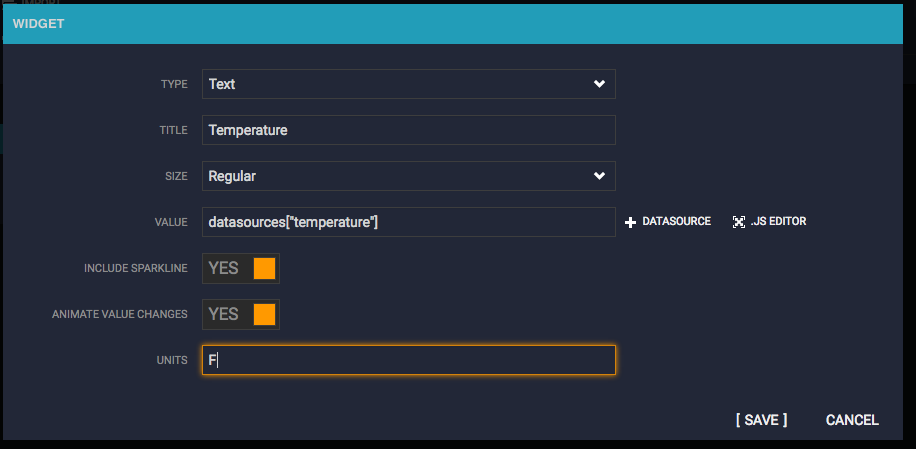 WIDGET
TYPE Text
TITLE Temperature
SIZE Regular
VALUE datasources["temperature"] DATASOURCE .JS EDITOR
INCLUDE SPARKLINE YES
ANIMATE VALUE CHANGES YES
UNITS F
[ SAVE ] CANCEL